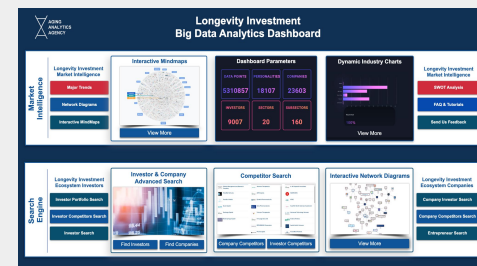 AGING
ANALYTICS
AGENCY
Longevity Investment
Big Data Analytics Dashboard
Market
Intelligence
Longevity Investment
Market Intelligence
Major Trends
Network Diagrams
Interactive MindMaps
Interactive Mindmaps
View More
Dashboard Parameters
DATA POINTS
PERSONALITIES
COMPANIES
5310857
18107
23603
INVESTORS
SECTORS
SUBSECTORS
9007
20
160
Dynamic Industry Charts
View More
Longevity Investment
Market Intelligence
SWOT Analysis
FAQ & Tutorials
Send Us Feedback
Search
Engine
Longevity Investment
Ecosystem Investors
Investor Portfolio Search
Investor Competitors Search
Investor Search
Investor & Company
Advanced Search
Find Investors
Find Companies
Competitor Search
Company Competitors
Investor Competitors
Interactive Network Diagrams
View More
Longevity Investment
Ecosystem Companies
Company Investor Search
Company Competitors Search
Entrepreneur Search